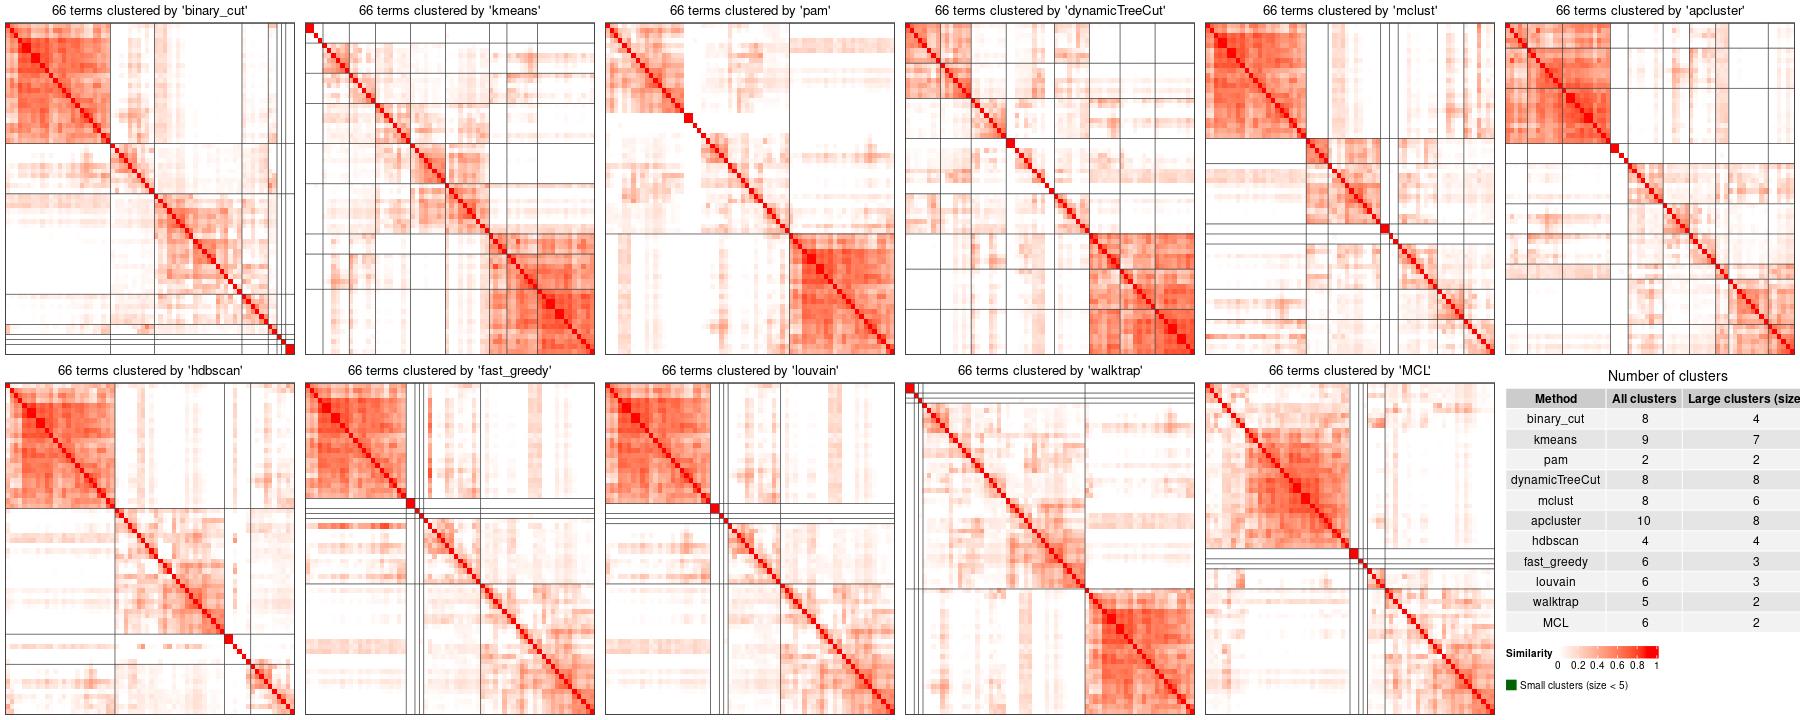 66 terms clustered by 'binary_cut'
66 terms clustered by 'kmeans'
66 terms clustered by 'pam'
66 terms clustered by 'dynamicTreeCut'
66 terms clustered by 'mclust'
66 terms clustered by 'apcluster'
66 terms clustered by 'hdbscan'
66 terms clustered by 'fast_greedy'
66 terms clustered by 'louvain'
66 terms clustered by 'walktrap'
66 terms clustered by 'MCL'
Number of clusters
Method All clusters Large clusters (size
binary_cut 8 4
kmeans 9 7
pam 2 2
dynamicTreeCut 8 8
mclust 8 6
apcluster 10 8
hdbscan 4 4
fast_greedy 6 3
louvain 6 3
walktrap 5 2
MCL 6 2
Similarity
0 0.2 0.4 0.6 0.8 1
Small clusters (size < 5)